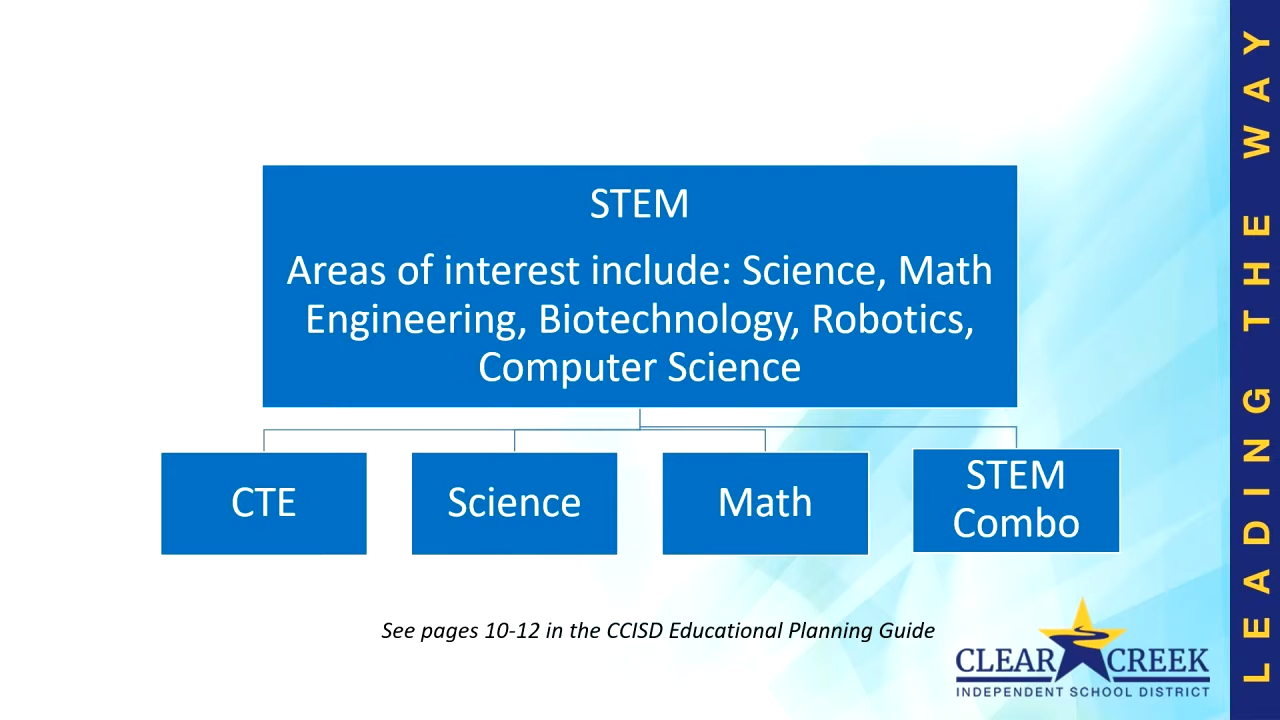 STEM
Areas of interest include: Science, Math
Engineering, Biotechnology, Robotics,
Computer Science
CTE
Science
Math
STEM
Combo
See pages 10-12 in the CCISD Educational Planning Guide
CLEAR CREEK
INDEPENDENT SCHOOL DISTRICT
LEADING THE WAY